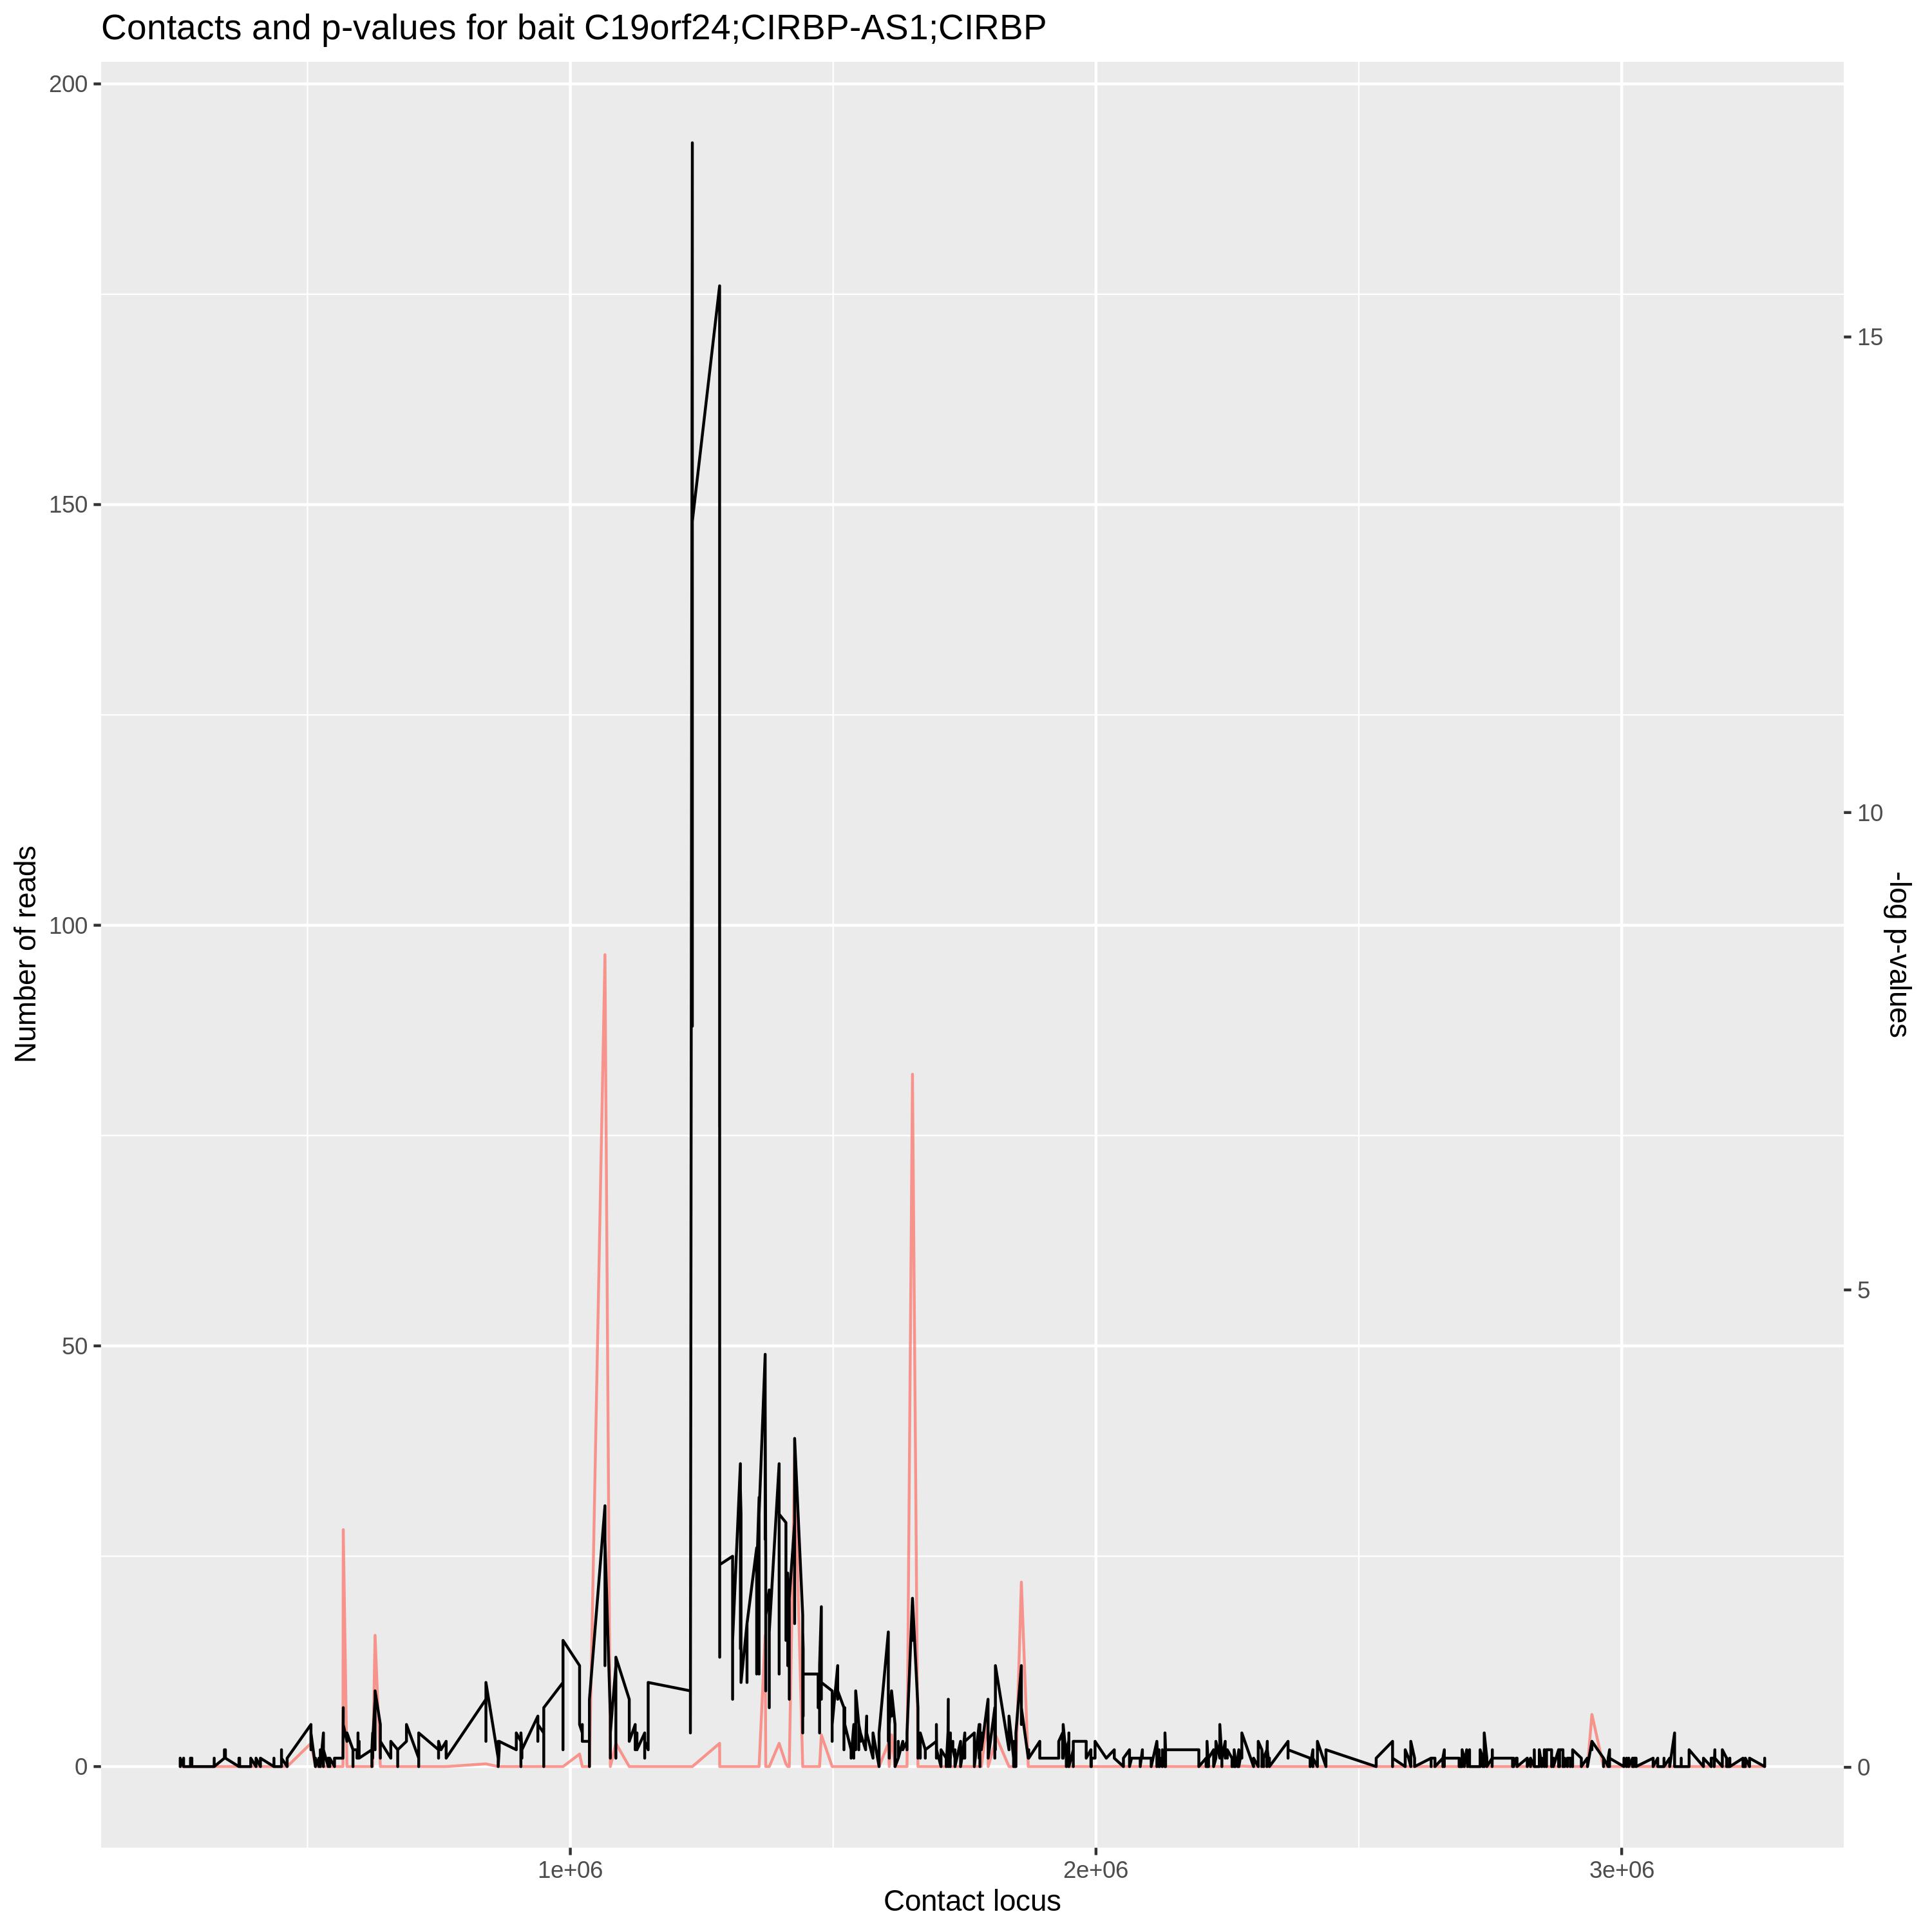 Contacts and p-values for bait C19orf24;CIRBP-AS1;CIRBP
200
150
100
50
0
Number of reads
15
10
5
0
-log p-values
1e+06
2e+06
3e+06
Contact locus